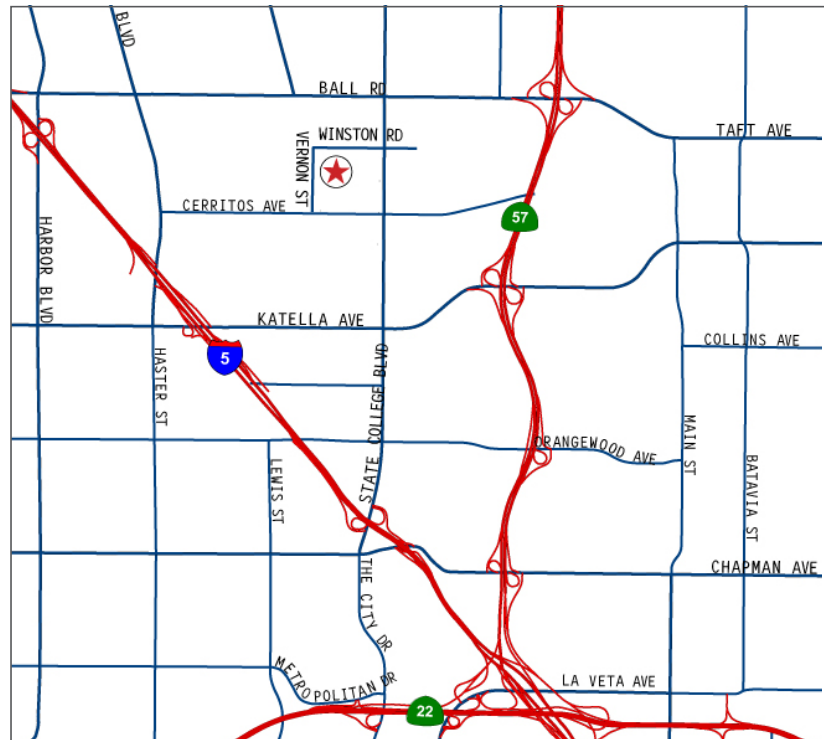 BLVD
BALL RD
TAFT AVE
WINSTON RD
VERNON ST
CERRITOS AVE
57
HARBOR BLVD
KATELLA AVE
COLLINS AVE
5
HASTER ST
STATE COLLEGE BLVD
ORANGEWOOD AVE
MAIN ST
LEWIS ST
BATAVIA ST
THE CITY DR
CHAPMAN AVE
METROPOLITAN DR
LA VETA AVE
22